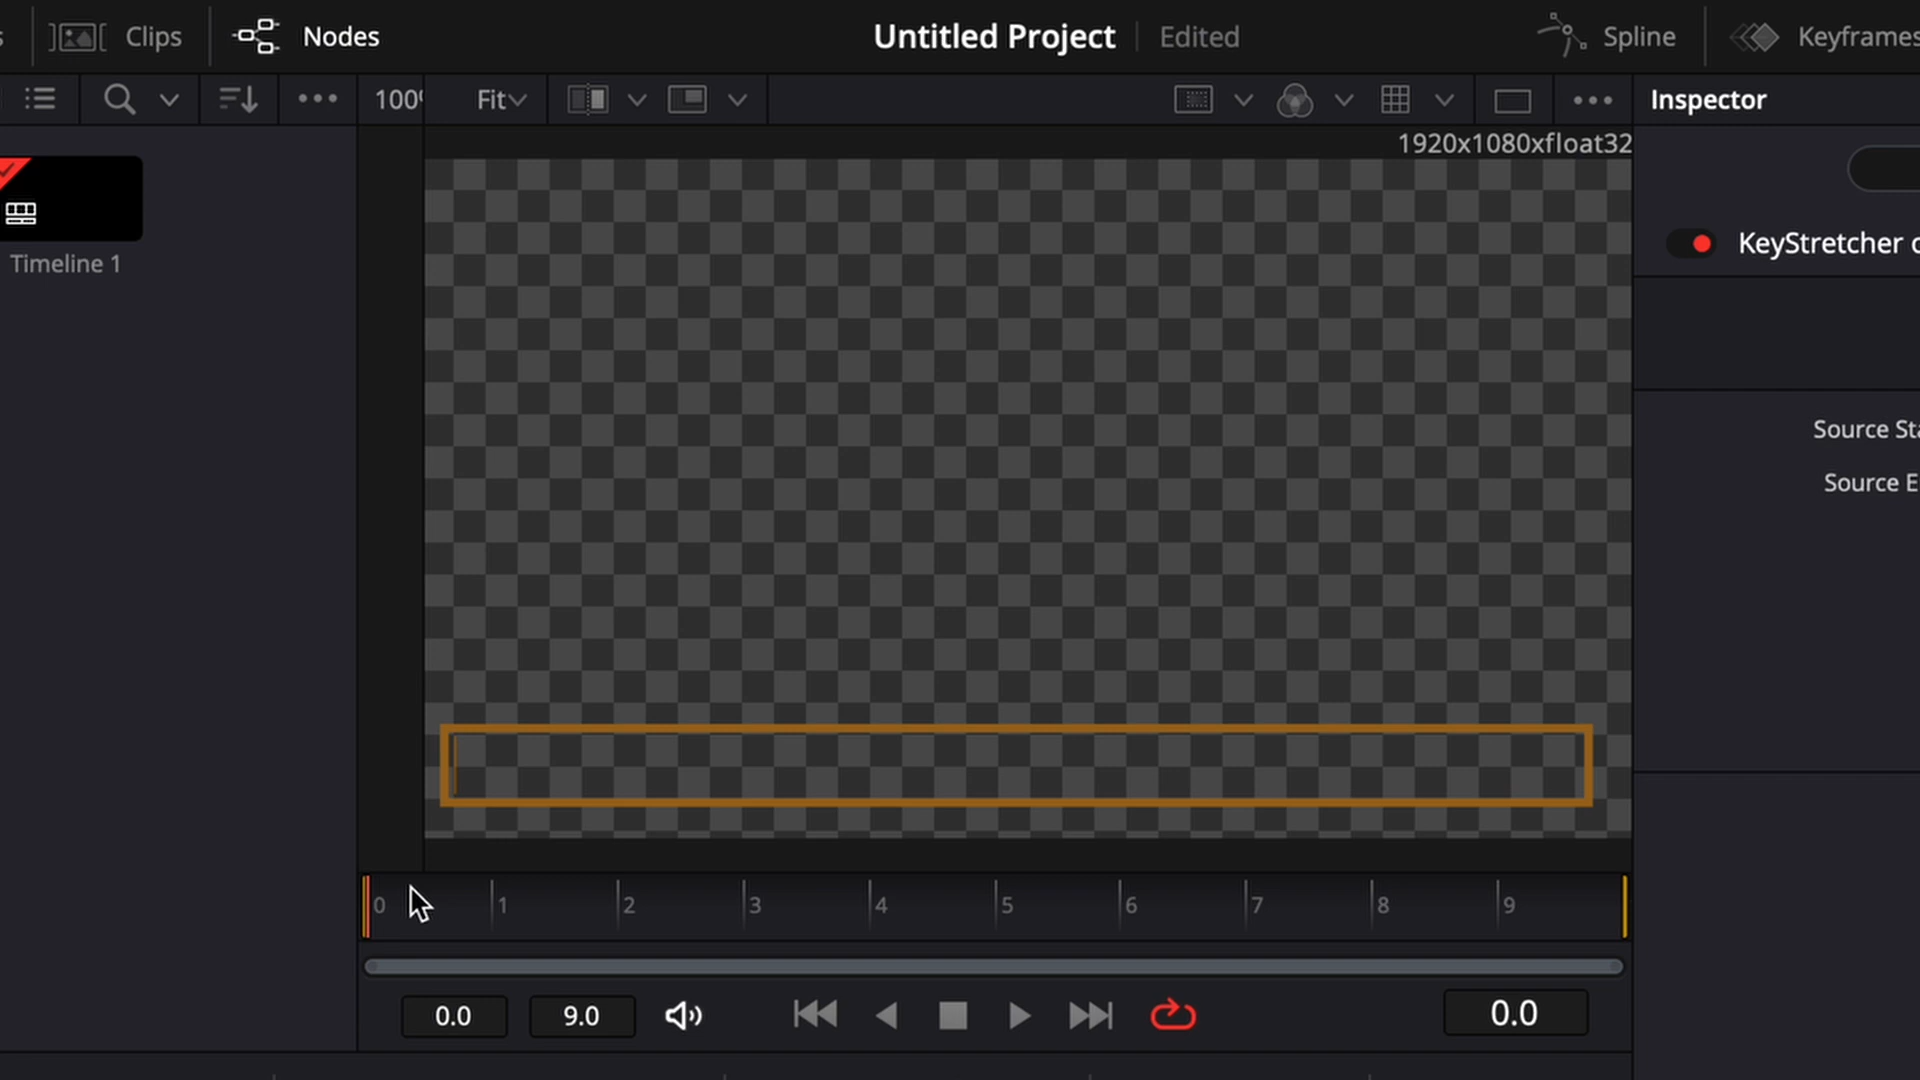 Clips
Nodes
Untitled Project
Edited
Spline
Keyframes
100%
Fit
Inspector
1920x1080xfloat32
KeyStretcher
Timeline 1
Source Sta
Source E
0 1 2 3 4 5 6 7 8 9
0.0
9.0
0.0